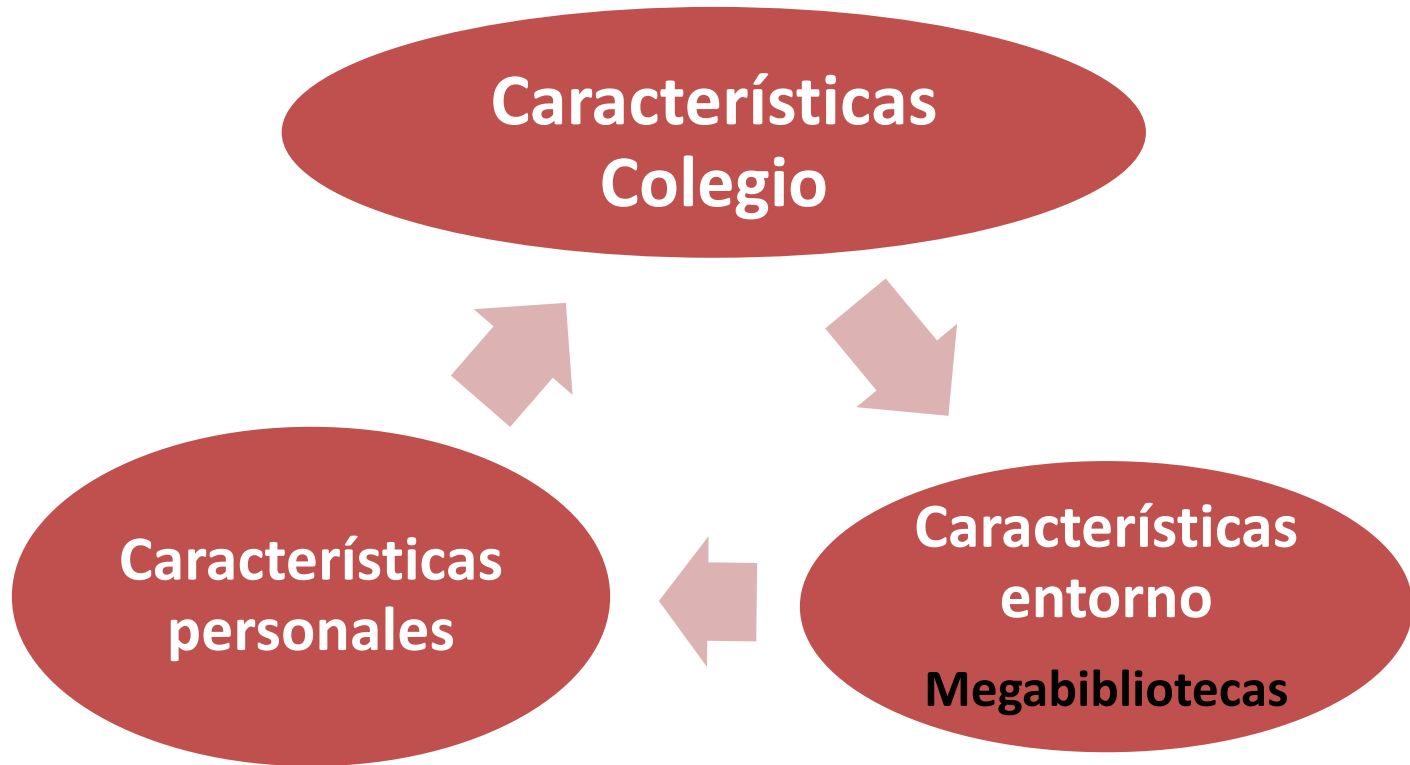 Características
Colegio
Características
personales
Características
entorno
Megabibliotecas